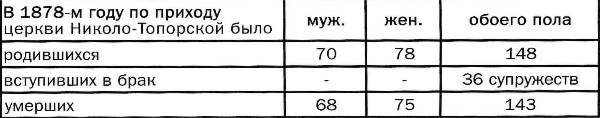 В 1878-м году по приходу муж. жен. обоего пола
церкви Николо-Топорской было
родившихся 70 78 148
вступивших в брак - - 36 супружеств
умерших 68 75 143